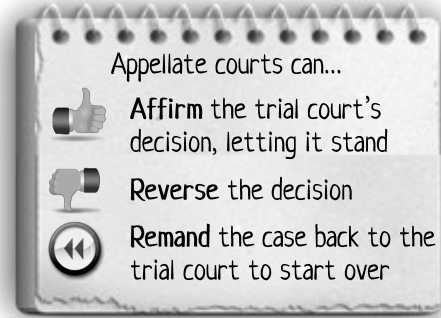 Appellate courts can...
Affirm the trial court's
decision, letting it stand
Reverse the decision
Remand the case back to the
trial court to start over